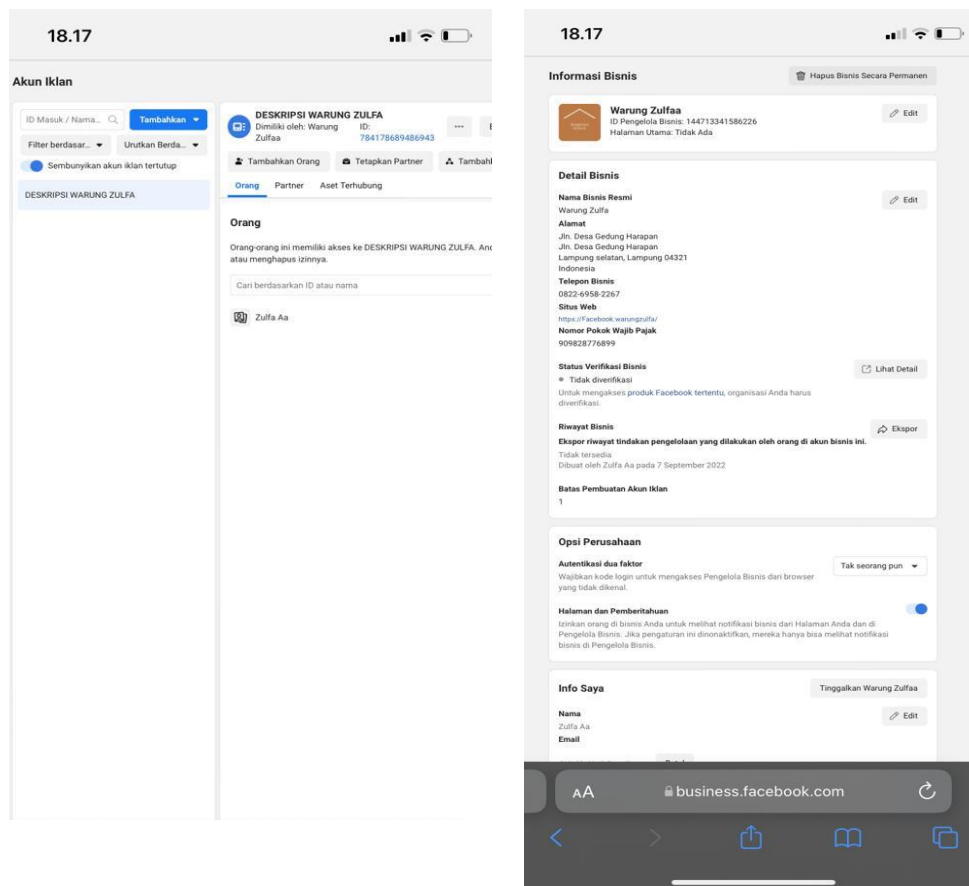 18.17
Akun Iklan
ID Masuk / Nama...
Tambahkan
Filter berdasar...
Urutkan Berda...
Sembunyikan akun iklan tertutup
DESKRIPSI WARUNG ZULFA
DESKRIPSI WARUNG ZULFA
Dimiliki oleh: Warung Zulfaa
ID: 784178689486943
Tambahkan Orang
Tetapkan Partner
Orang
Partner
Aset Terhubung
Orang
Orang-orang ini memiliki akses ke DESKRIPSI WARUNG ZULFA.
atau menghapus izinnya.
Cari berdasarkan ID atau nama
Zulfa Aa
18.17
Informasi Bisnis
Hapus Bisnis Secara Permanen
Warung Zulfaa
ID Pengelola Bisnis: 144713341586226
Halaman Utama: Tidak Ada
Edit
Detail Bisnis
Nama Bisnis Resmi
Edit
Warung Zulfa
Alamat
Jln. Desa Gedung Harapan
Jln. Desa Gedung Harapan
Lampung selatan, Lampung 04321
Indonesia
Telepon Bisnis
0822-6958-2267
Situs Web
https://Facebook.warungzulfa/
Nomor Pokok Wajib Pajak
909828776899
Status Verifikasi Bisnis
Lihat Detail
Tidak diverifikasi
Untuk mengakses produk Facebook tertentu, organisasi Anda harus
diverifikasi.
Riwayat Bisnis
Ekspor
Ekspor riwayat tindakan pengelolaan yang dilakukan oleh orang di akun bisnis ini.
Tidak tersedia
Dibuat oleh Zulfa Aa pada 7 September 2022
Batas Pembuatan Akun Iklan
1
Opsi Perusahaan
Autentikasi dua faktor
Tak seorang pun
Wajibkan kode login untuk mengakses Pengelola Bisnis dari browser
yang tidak dikenal.
Halaman dan Pemberitahuan
Izinkan orang di bisnis Anda untuk melihat notifikasi bisnis dari Halaman Anda dan di
Pengelola Bisnis. Jika pengaturan ini dinonaktifkan, mereka hanya bisa melihat notifikasi
bisnis di Pengelola Bisnis.
Info Saya
Tinggalkan Warung Zulfaa
Nama
Edit
Zulfa Aa
Email
AA
business.facebook.com